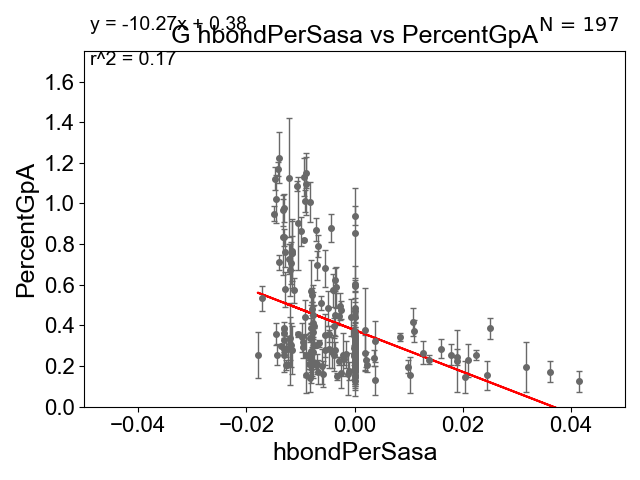 y = -10.27x + 0.38
N = 197
G hbondPerSasa vs PercentGpA
r^2 = 0.17
1.6
1.4
1.2
1.0
0.8
0.6
0.4
0.2
0.0
PercentGpA
−0.04 −0.02 0.00 0.02 0.04
hbondPerSasa